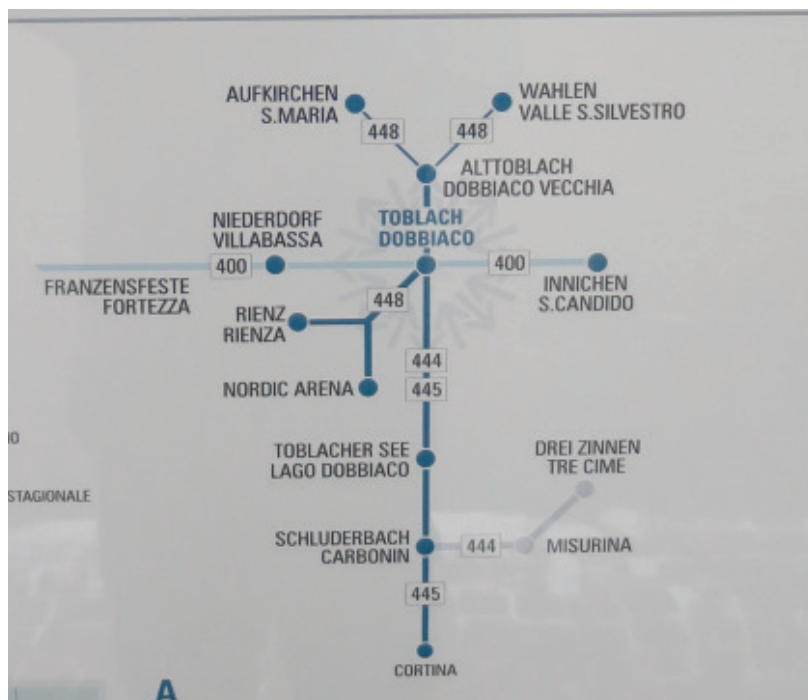 AUFKIRCHEN
S.MARIA
WAHLEN
VALLE S.SILVESTRO
448
448
ALTTOBLACH
DOBBIACO VECCHIA
NIEDERDORF
VILLABASSA
TOBLACH
DOBBIACO
400
400
FRANZENSFESTE
FORTEZZA
INNICHEN
S.CANDIDO
448
RIENZ
RIENZA
444
445
NORDIC ARENA
TOBLACHER SEE
LAGO DOBBIACO
DREI ZINNEN
TRE CIME
STAGIONALE
SCHLUDERBACH
CARBONIN
444
MISURINA
445
CORTINA
A